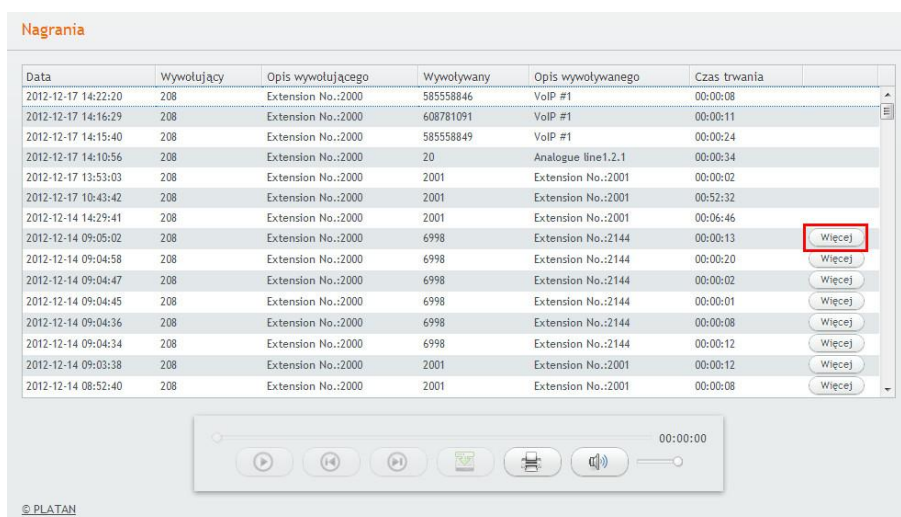 Nagrania
Data Wywołujący Opis wywołującego Wywoływany Opis wywoływanego Czas trwania
2012-12-17 14:22:20 208 Extension No.:2000 585558846 VoIP #1 00:00:08
2012-12-17 14:16:29 208 Extension No.:2000 608781091 VoIP #1 00:00:11
2012-12-17 14:15:40 208 Extension No.:2000 585558849 VoIP #1 00:00:24
2012-12-17 14:10:56 208 Extension No.:2000 20 Analogue line1.2.1 00:00:34
2012-12-17 13:53:03 208 Extension No.:2000 2001 Extension No.:2001 00:00:02
2012-12-17 10:43:42 208 Extension No.:2000 2001 Extension No.:2001 00:52:32
2012-12-14 14:29:41 208 Extension No.:2000 2001 Extension No.:2001 00:06:46
2012-12-14 09:05:02 208 Extension No.:2000 6998 Extension No.:2144 00:00:13 Więcej
2012-12-14 09:04:58 208 Extension No.:2000 6998 Extension No.:2144 00:00:20 Więcej
2012-12-14 09:04:47 208 Extension No.:2000 6998 Extension No.:2144 00:00:02 Więcej
2012-12-14 09:04:45 208 Extension No.:2000 6998 Extension No.:2144 00:00:01 Więcej
2012-12-14 09:04:36 208 Extension No.:2000 6998 Extension No.:2144 00:00:08 Więcej
2012-12-14 09:04:34 208 Extension No.:2000 6998 Extension No.:2144 00:00:12 Więcej
2012-12-14 09:03:38 208 Extension No.:2000 2001 Extension No.:2001 00:00:12 Więcej
2012-12-14 08:52:40 208 Extension No.:2000 2001 Extension No.:2001 00:00:08 Więcej
00:00:00
© PLATAN